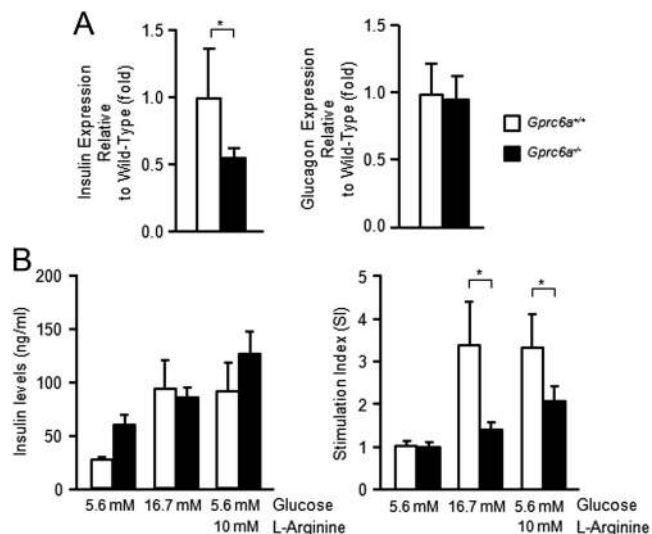 A
Insulin Expression
Relative
to Wild-Type (fold)
1.5
1.0
0.5
0.0
*
Glucagon Expression
Relative
to Wild-Type (fold)
1.5
1.0
0.5
0.0
Gprc6a+/+
Gprc6a-/-
B
Insulin levels (ng/ml)
200
150
100
50
0
5.6 mM 16.7 mM 5.6 mM Glucose
10 mM L-Arginine
Stimulation Index (SI)
5
4
3
2
1
0
*
*
5.6 mM 16.7 mM 5.6 mM Glucose
10 mM L-Arginine